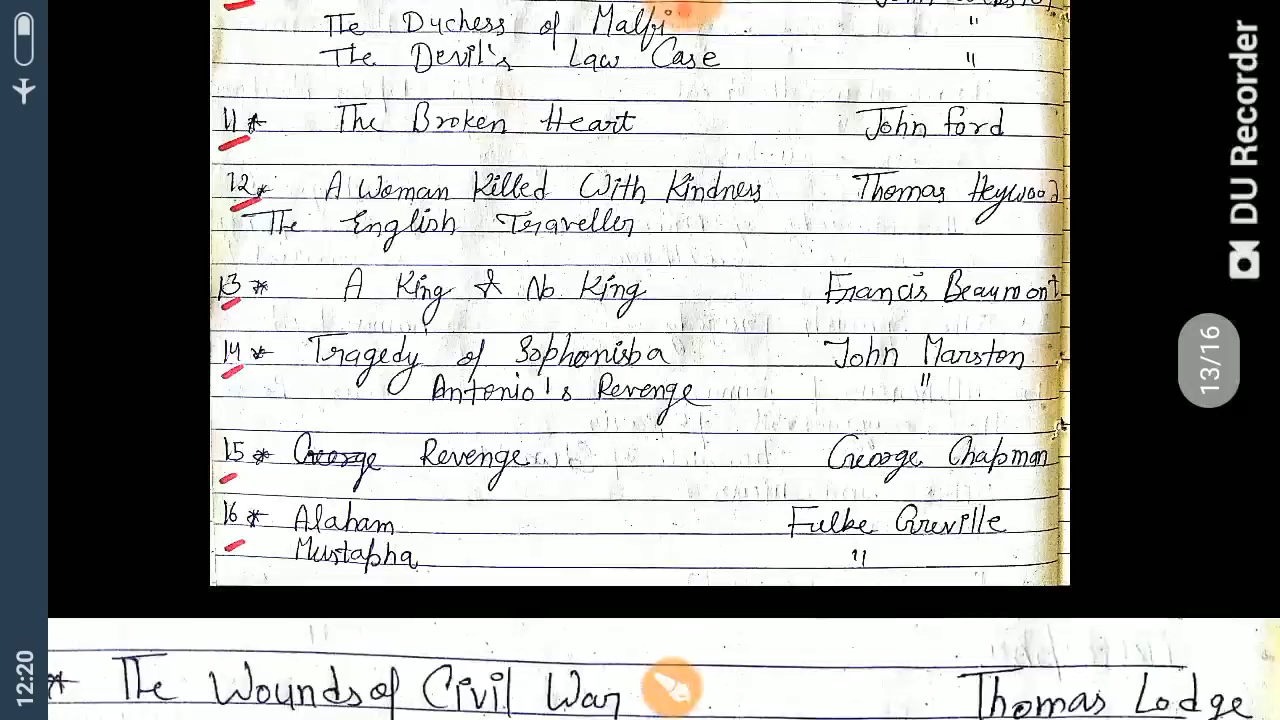 The Duchess of Malfi "
The Devil's Law Case "
11* The Broken Heart John Ford
12* A Woman Killed With Kindness Thomas Heywood
The English Traveller
13* A King & No King Francis Beaumont
14* Tragedy of Sophonisba John Marston
Antonio's Revenge "
15* George Revenge George Chapman
16* Alaham Fulke Greville
Mustapha "
* The Wounds of Civil War Thomas Lodge
DU Recorder
13/16
12:20